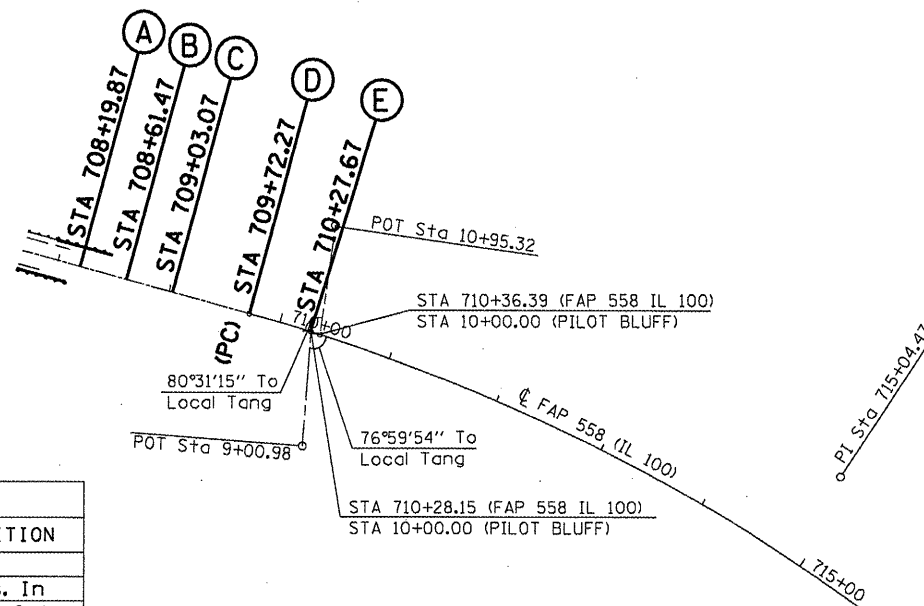 A
B
C
D
E
STA 708+19.87
STA 708+61.47
STA 709+03.07
STA 709+72.27
STA 710+27.67
POT Sta 10+95.32
STA 710+36.39 (FAP 558 IL 100)
STA 10+00.00 (PILOT BLUFF)
710+00
(PC)
80°31'15" To
Local Tang
POT Sta 9+00.98
76°59'54" To
Local Tang
℄ FAP 558 (IL 100)
PI Sta 715+04.47
STA 710+28.15 (FAP 558 IL 100)
STA 10+00.00 (PILOT BLUFF)
715+00
ITION
. In